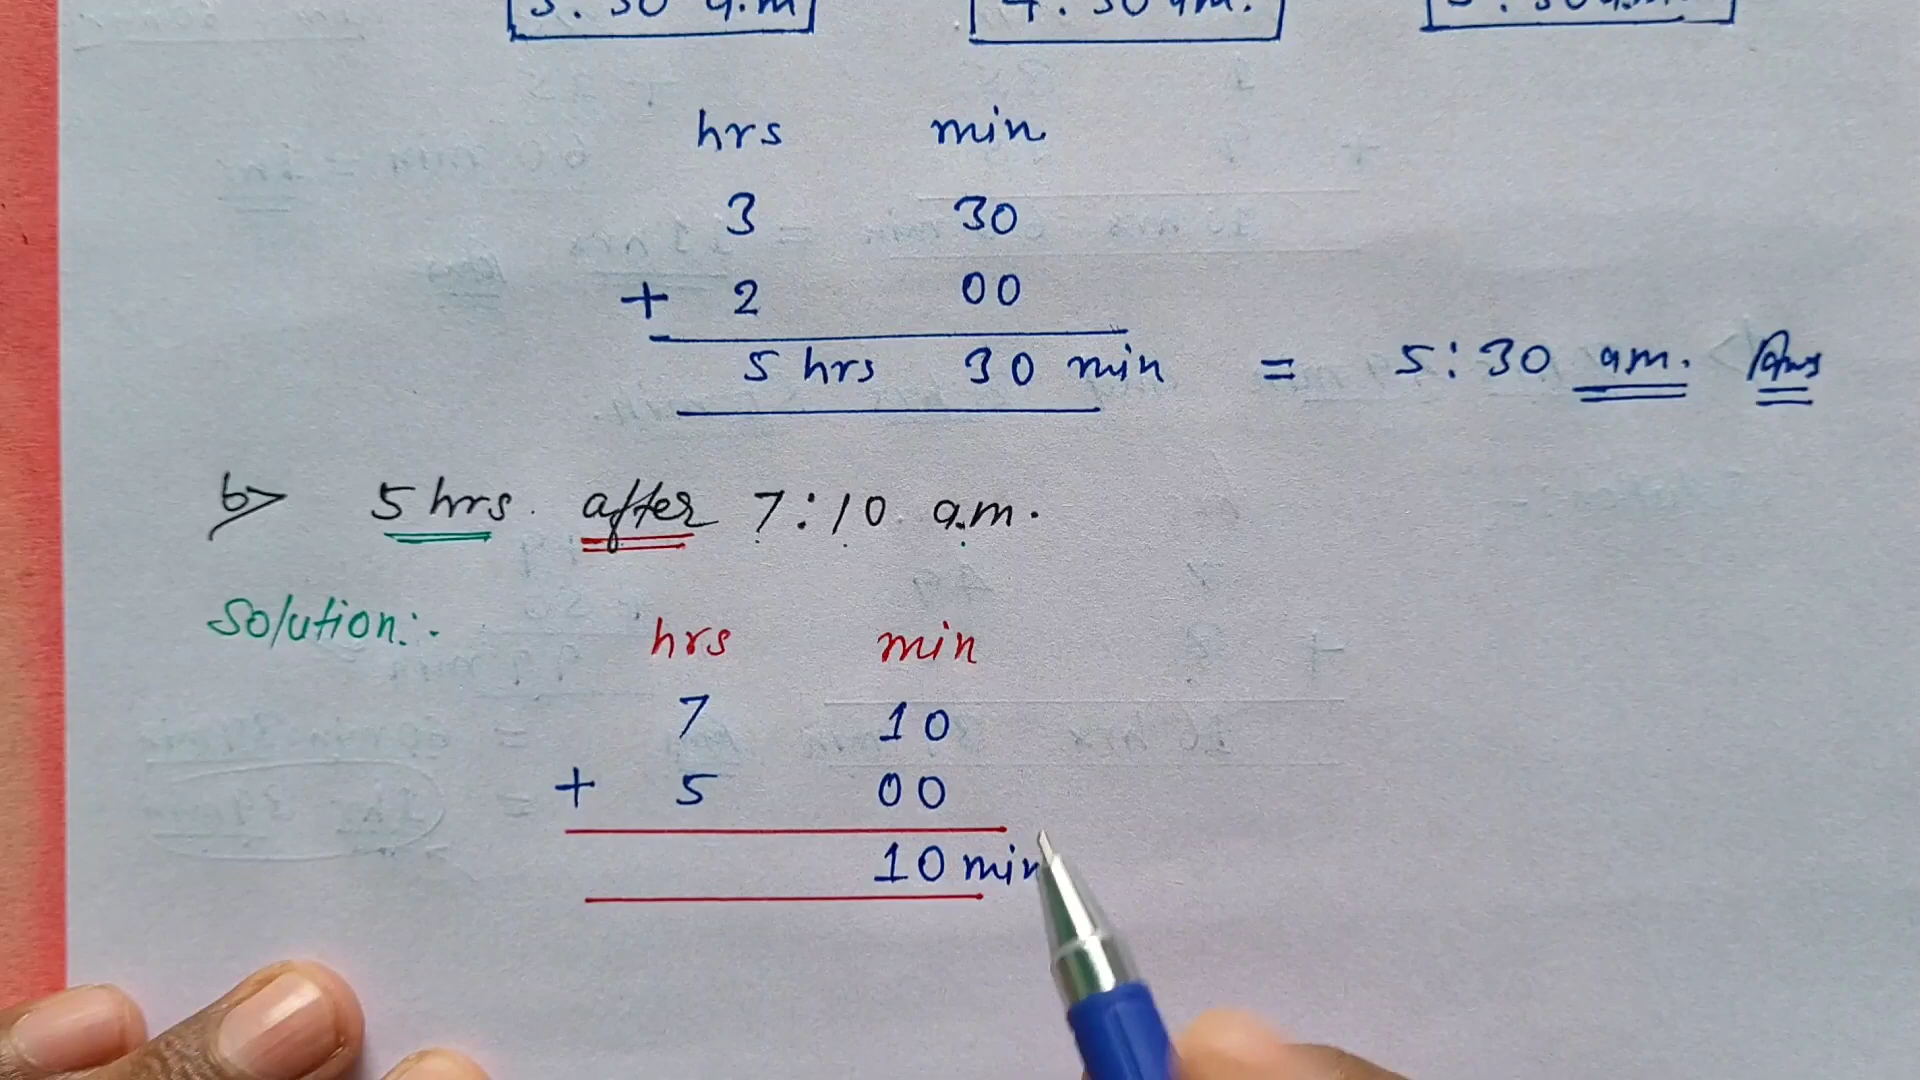 hrs min
3 30
+ 2 00
5 hrs 30 min = 5:30 am. Ans
b> 5 hrs. after 7:10 a.m.
Solution:-
hrs min
7 10
+ 5 00
10 min